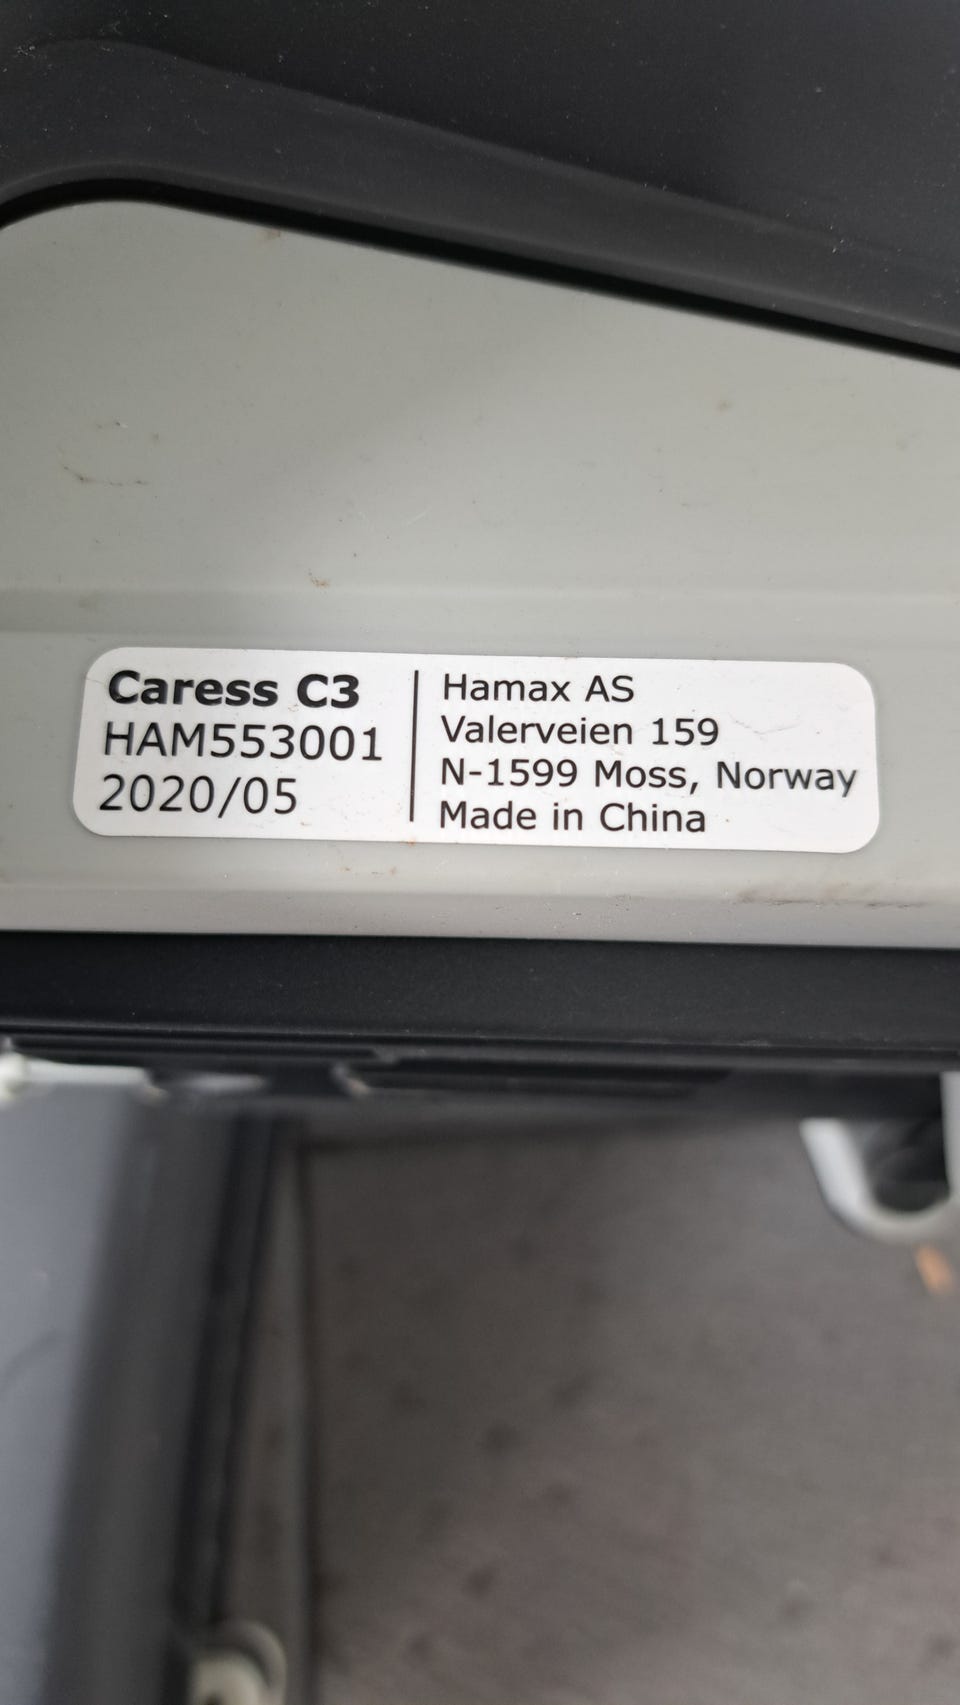 Caress C3
HAM553001
2020/05
Hamax AS
Valerveien 159
N-1599 Moss, Norway
Made in China